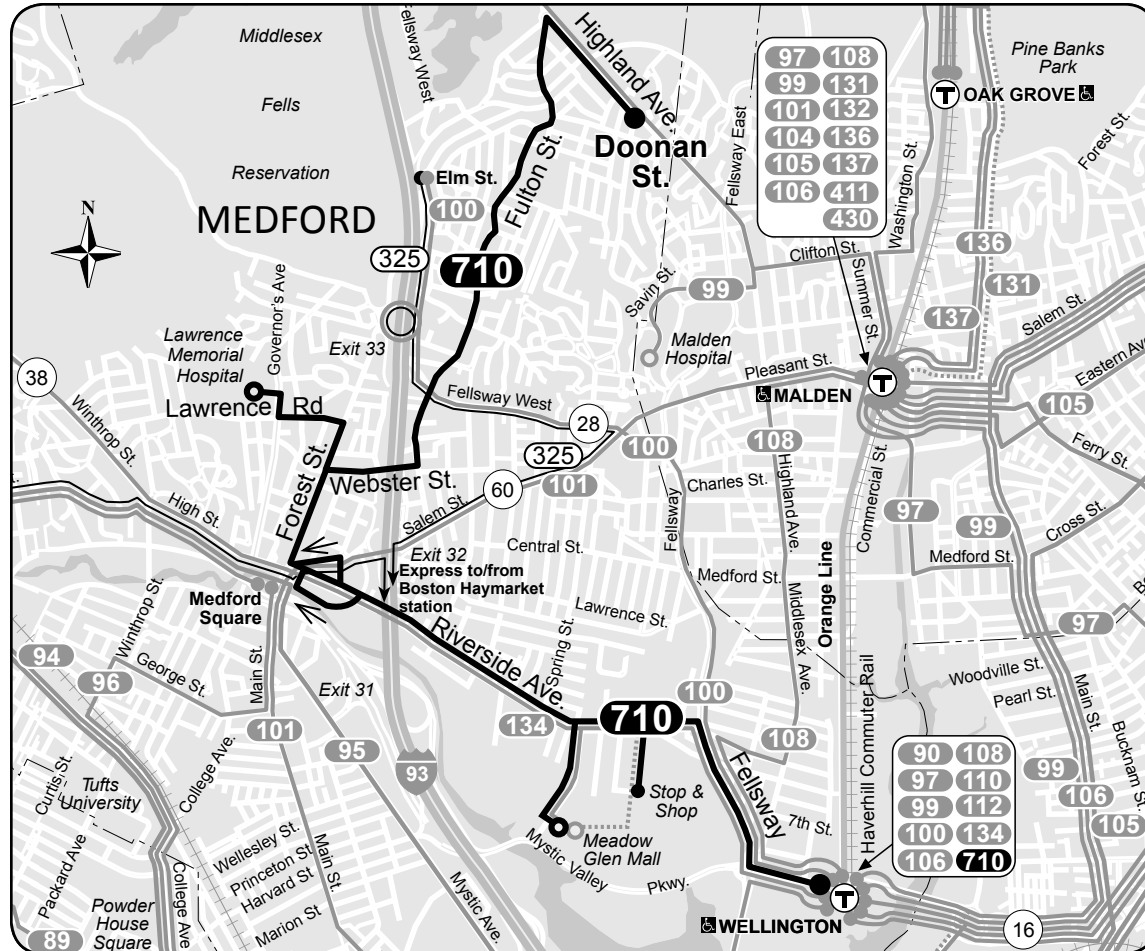 Middlesex
Fells
Reservation
MEDFORD
N
Fellsway West
Highland Ave.
Doonan
St.
Fulton St.
Elm St.
100
325
710
Fellsway East
97 108
99 131
101 132
104 136
105 137
106 411
430
Washington St.
T OAK GROVE
Pine Banks
Park
Forest St.
Clifton St.
Summer St.
136
131
137
Salem St.
Eastern Ave
Savin St.
99
Malden
Hospital
Pleasant St.
MALDEN
T
105
Ferry St.
Cross St.
Governor's Ave
Lawrence
Memorial
Hospital
Exit 33
Lawrence Rd
38
Winthrop St.
Fellsway West
28
325
101
100
108
Highland Ave.
Charles St.
Commercial St.
97
99
Medford St.
Forest St.
Webster St.
60
Salem St.
High St.
Exit 32
Express to/from
Boston Haymarket
station
Central St.
Fellsway
Medford St.
Lawrence St.
Middlesex Ave.
Orange Line
Haverhill Commuter Rail
97
Medford
Square
Winthrop St.
94
96
George St.
Main St.
101
Exit 31
95
93
Riverside Ave.
Spring St.
134
710
100
108
Fellsway
7th St.
Woodville St.
Pearl St.
Main St.
Bucknam St.
99
106
105
90 108
97 110
99 112
100 134
106 710
Stop &
Shop
Meadow
Glen Mall
Mystic Valley
Pkwy.
WELLINGTON
T
16
Curtis St.
Tufts
University
College Ave.
Packard Ave
Wellesley St.
Princeton St
Harvard St
Marion St
Main St.
Mystic Ave.
College Ave
Powder
House
Square
89